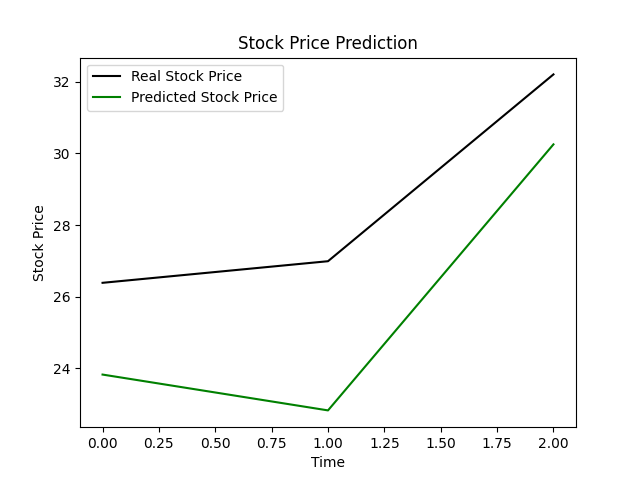 Stock Price Prediction
Real Stock Price
Predicted Stock Price
Stock Price
32
30
28
26
24
0.00 0.25 0.50 0.75 1.00 1.25 1.50 1.75 2.00
Time